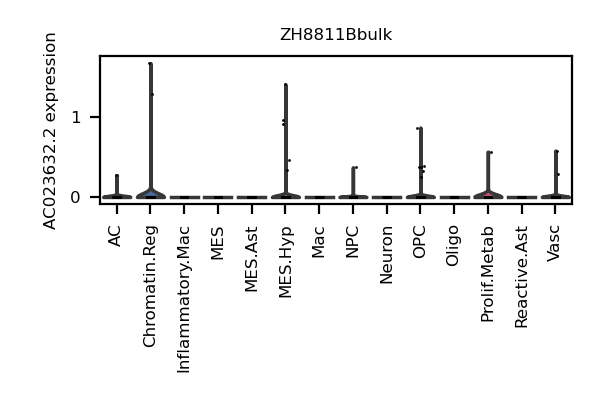 ZH8811Bbulk
AC023632.2 expression
1
0
AC
Chromatin.Reg
Inflammatory.Mac
MES
MES.Ast
MES.Hyp
Mac
NPC
Neuron
OPC
Oligo
Prolif.Metab
Reactive.Ast
Vasc